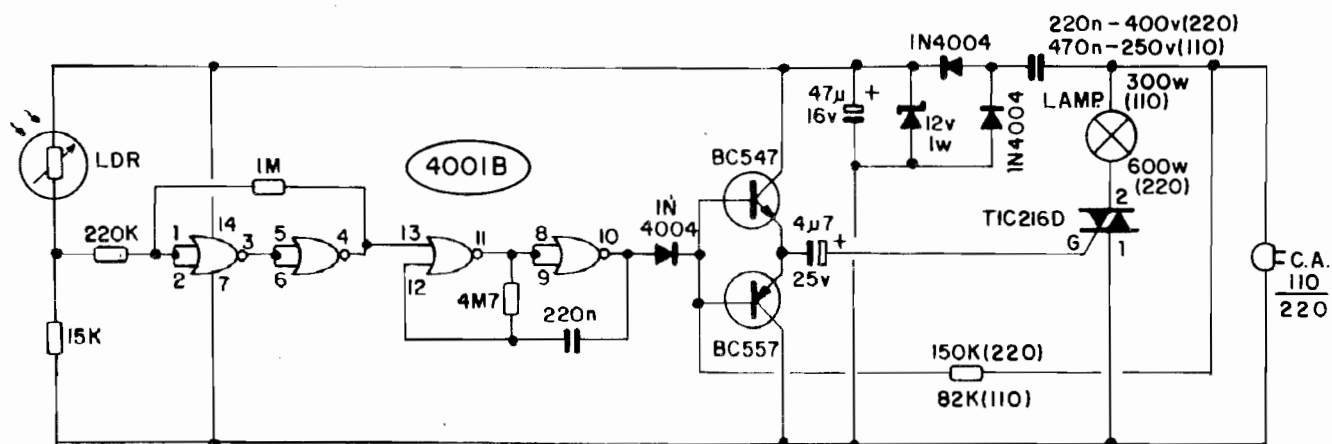 220n-400v(220)
470n-250v(110)
1N4004
300w
(110)
LAMP.
47μ
+
16v
12v
1w
1N4004
LDR
1M
4001B
BC547
600w
(220)
TIC216D
2
G
1
220K
1
2
14
3
7
5
6
4
13
12
11
8
9
10
1N
4004
4μ7
+
25v
C.A.
110
220
4M7
220n
15K
BC557
150K(220)
82K(110)